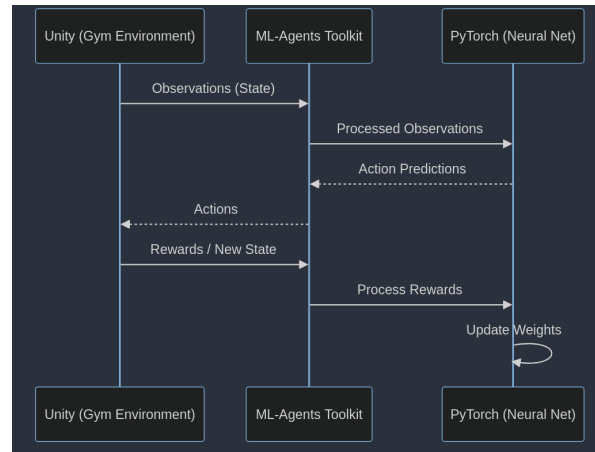 Unity (Gym Environment)
ML-Agents Toolkit
PyTorch (Neural Net)
Observations (State)
Processed Observations
Action Predictions
Actions
Rewards / New State
Process Rewards
Update Weights
Unity (Gym Environment)
ML-Agents Toolkit
PyTorch (Neural Net)